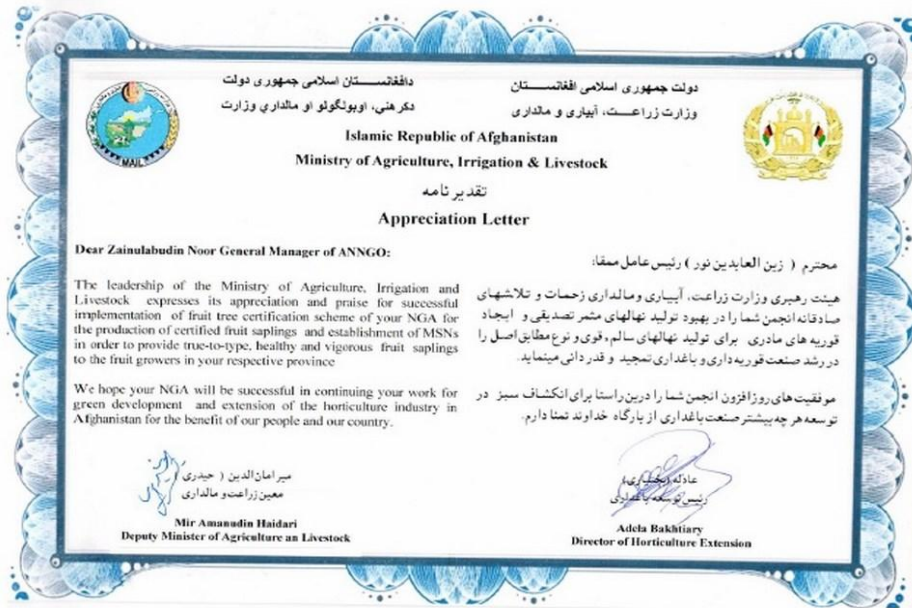 دافغانســـتان اسلامی جمهوری دولت
دکرهنې، اوبولګولو او مالداري وزارت
دولت جمهوری اسلامی افغانســـتان
وزارت زراعـــت، آبیاری و مالداری
MAIL
Islamic Republic of Afghanistan
Ministry of Agriculture, Irrigation & Livestock
تقدیر نامه
Appreciation Letter
Dear Zainulabudin Noor General Manager of ANNGO:
The leadership of the Ministry of Agriculture, Irrigation and
Livestock expresses its appreciation and praise for successful
implementation of fruit tree certification scheme of your NGA for
the production of certified fruit saplings and establishment of MSNs
in order to provide true-to-type, healthy and vigorous fruit saplings
to the fruit growers in your respective province
We hope your NGA will be successful in continuing your work for
green development and extension of the horticulture industry in
Afghanistan for the benefit of our people and our country.
محترم ( زین العابدین نور ) رئیس عامل ممقا:
هیئت رهبری وزارت زراعت، آبیاری ومالداری زحمات و تلاشهای
صادقانه انجمن شما را در بهبود تولید نهالهای مثمر تصدیقی و ایجاد
قوریه های مادری برای تولید نهالهای سالم، قوی و نوع مطابق اصل را
در رشد صنعت قوریه داری و باغداری تمجید و قدردانی مینماید.
موفقیت های روزافزون انجمن شما را درین راستا برای انکشاف سبز در
توسعه هر چه بیشتر صنعت باغداری از بارگاه خداوند تمنا دارم.
میر امان الدین ( حیدری )
معین زراعت و مالداری
Mir Amanudin Haidari
Deputy Minister of Agriculture an Livestock
عادله (بختیاری)
رئیس توسعه باغداری
Adela Bakhtiary
Director of Horticulture Extension